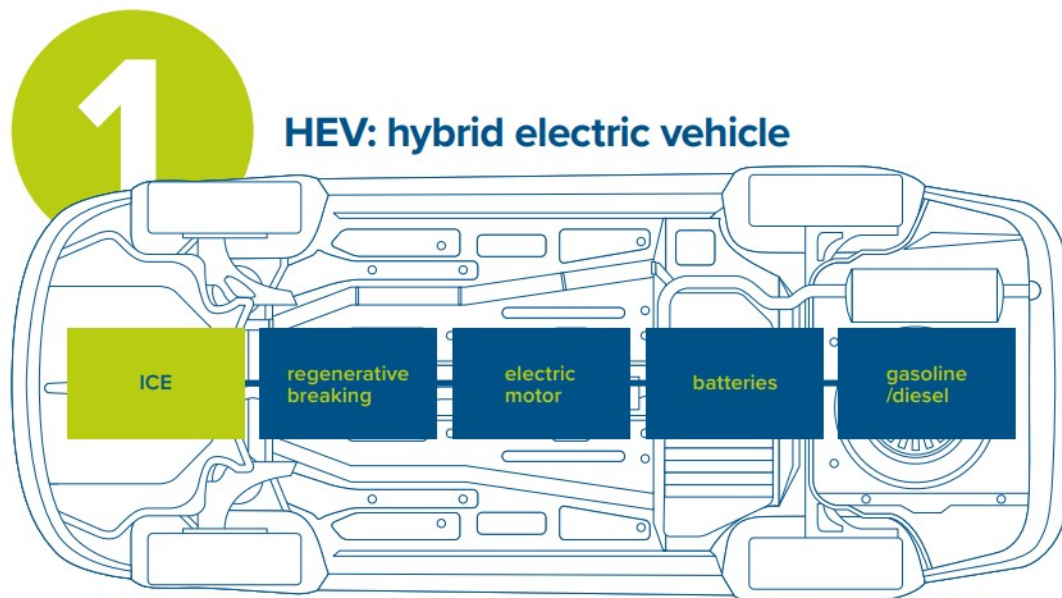 1
HEV: hybrid electric vehicle
ICE
regenerative
breaking
electric
motor
batteries
gasoline
/diesel